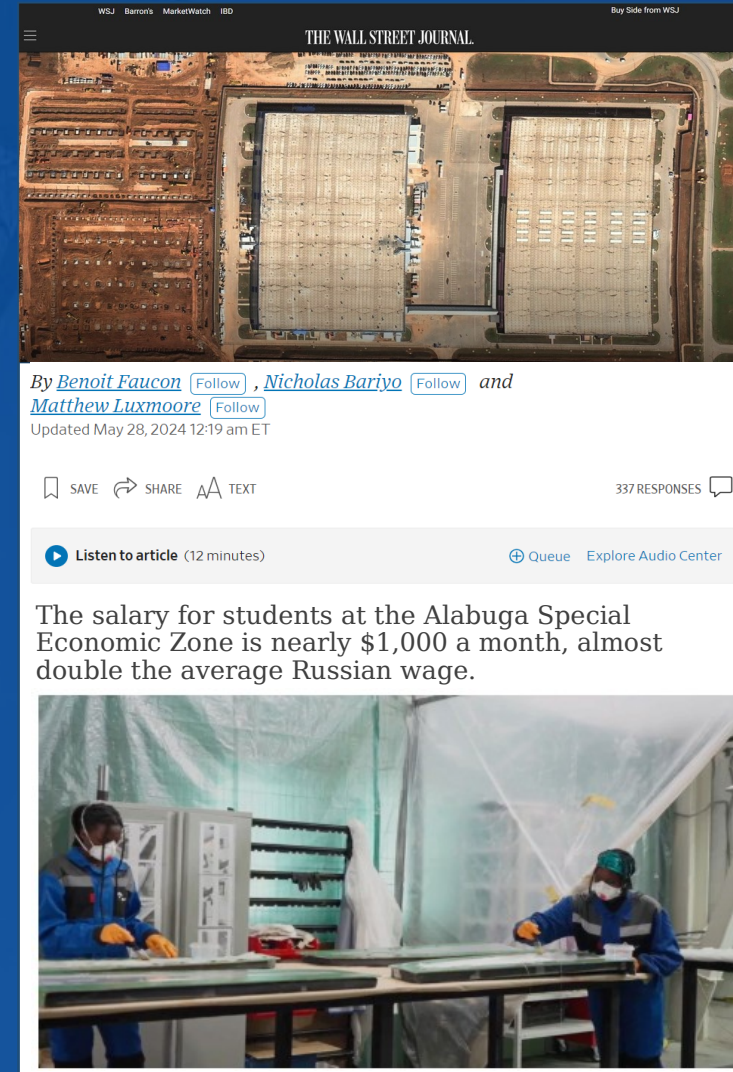 WSJ Barron's MarketWatch IBD
Buy Side from WSJ
THE WALL STREET JOURNAL.
By Benoit Faucon Follow , Nicholas Bariyo Follow and
Matthew Luxmoore Follow
Updated May 28, 2024 12:19 am ET
SAVE SHARE AA TEXT
337 RESPONSES
Listen to article (12 minutes)
Queue Explore Audio Center
The salary for students at the Alabuga Special
Economic Zone is nearly $1,000 a month, almost
double the average Russian wage.